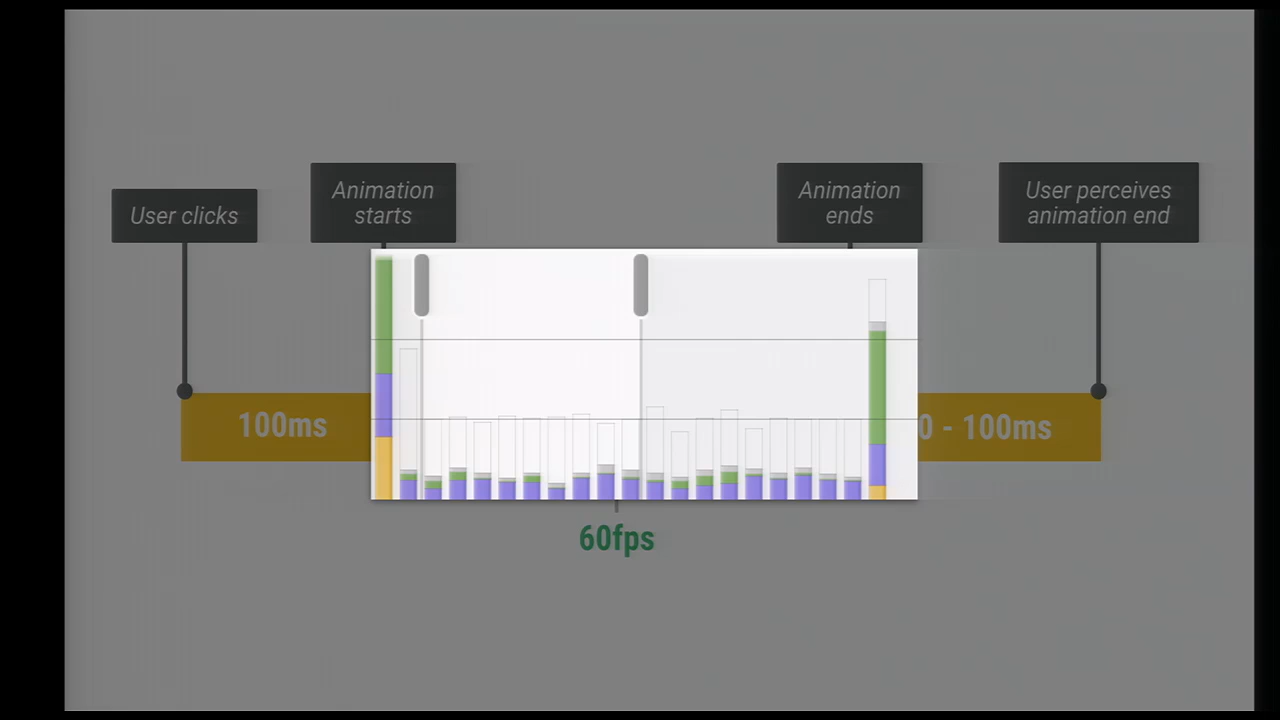 User clicks
Animation
starts
Animation
ends
User perceives
animation end
100ms
0 - 100ms
60fps